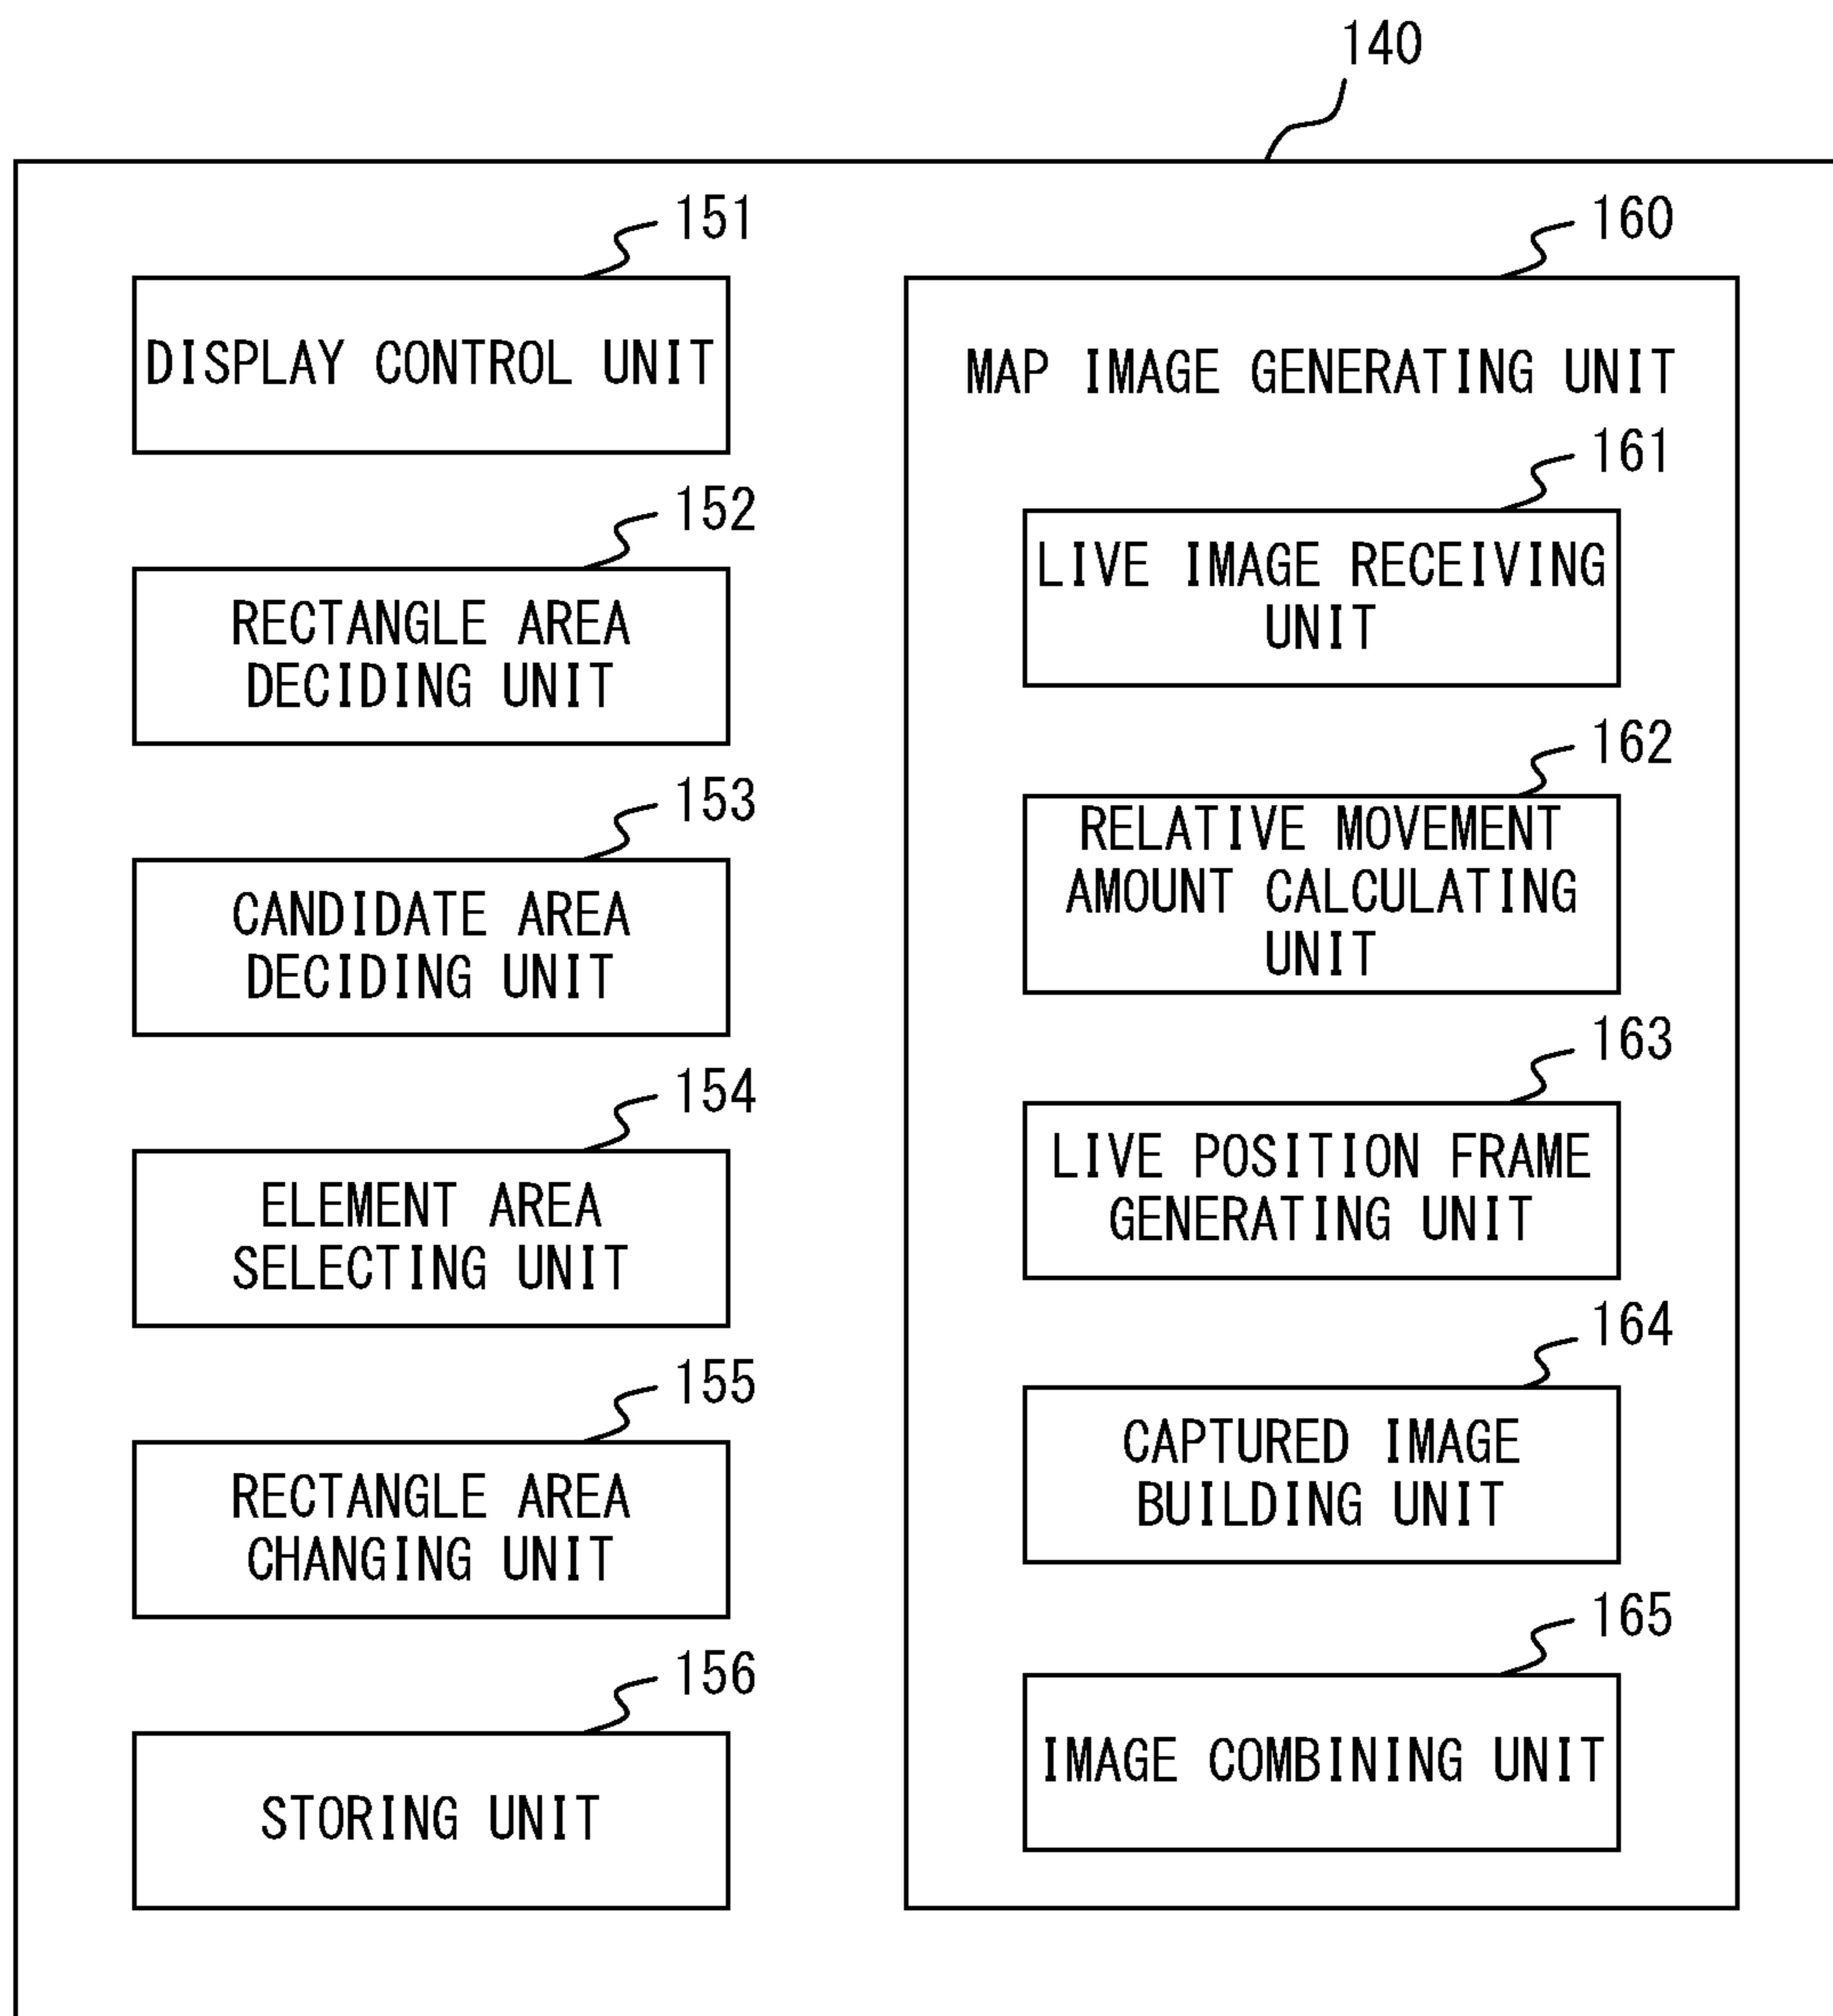 140
151
DISPLAY CONTROL UNIT
152
RECTANGLE AREA
DECIDING UNIT
153
CANDIDATE AREA
DECIDING UNIT
154
ELEMENT AREA
SELECTING UNIT
155
RECTANGLE AREA
CHANGING UNIT
156
STORING UNIT
160
MAP IMAGE GENERATING UNIT
161
LIVE IMAGE RECEIVING
UNIT
162
RELATIVE MOVEMENT
AMOUNT CALCULATING
UNIT
163
LIVE POSITION FRAME
GENERATING UNIT
164
CAPTURED IMAGE
BUILDING UNIT
165
IMAGE COMBINING UNIT